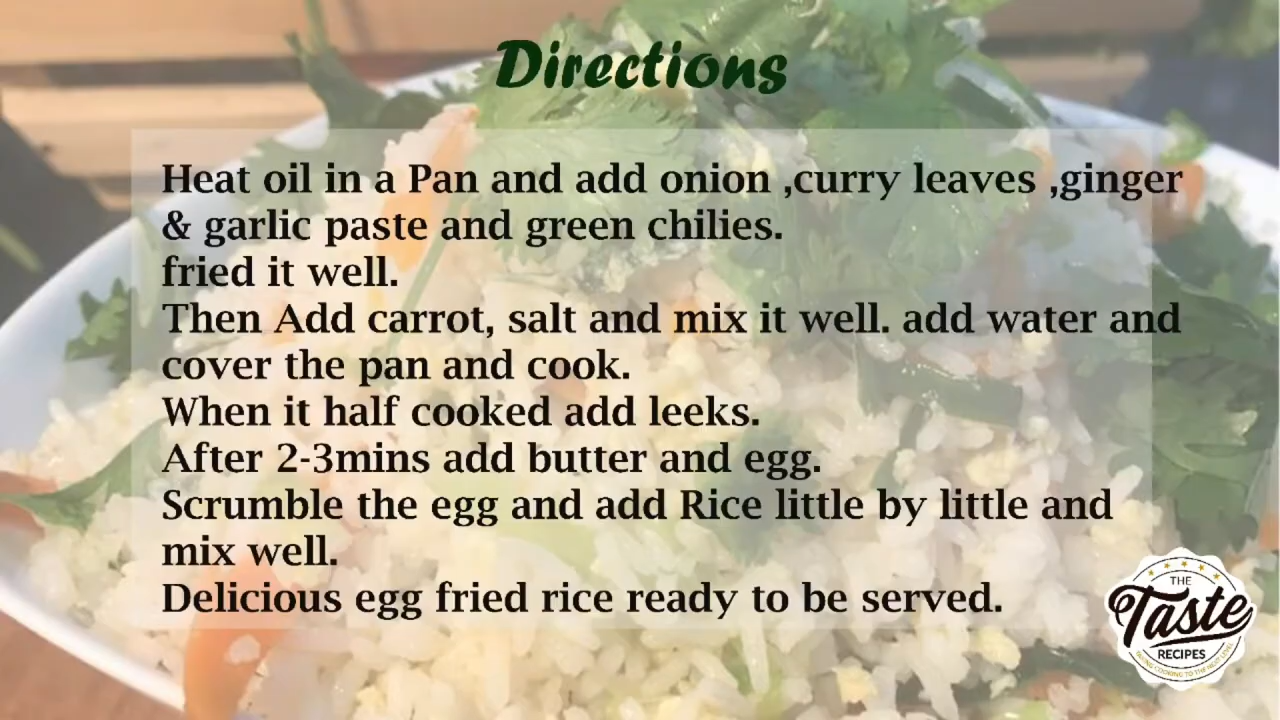 Directions
Heat oil in a Pan and add onion ,curry leaves ,ginger
& garlic paste and green chilies.
fried it well.
Then Add carrot, salt and mix it well. add water and
cover the pan and cook.
When it half cooked add leeks.
After 2-3mins add butter and egg.
Scrumble the egg and add Rice little by little and
mix well.
Delicious egg fried rice ready to be served.
THE
Taste
RECIPES